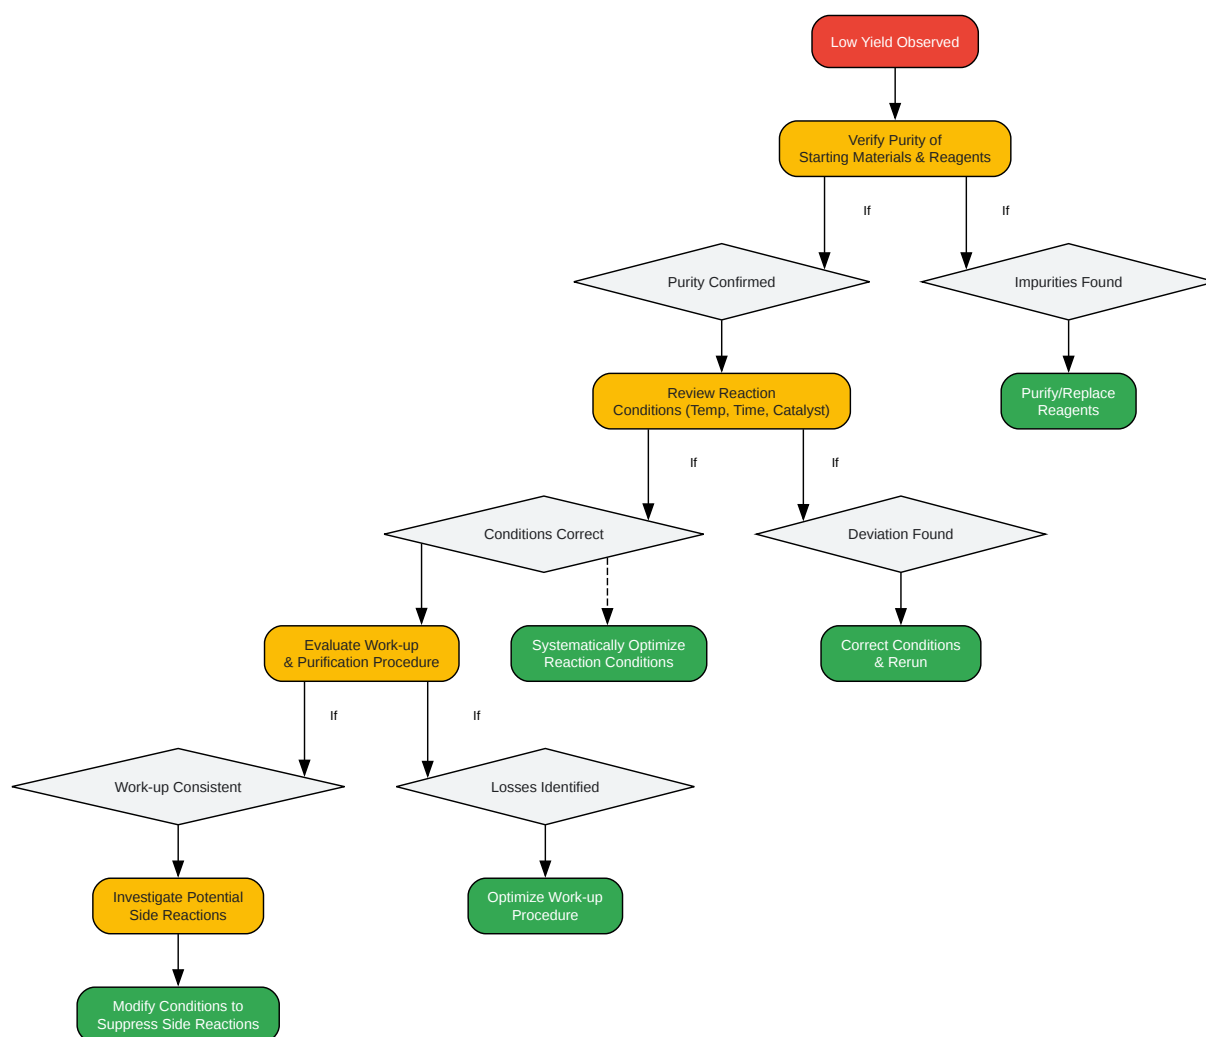 Low Yield Observed
Verify Purity of
Starting Materials & Reagents
If
If
Purity Confirmed
Impurities Found
Review Reaction
Conditions (Temp, Time, Catalyst)
Purify/Replace
Reagents
If
If
Conditions Correct
Deviation Found
Evaluate Work-up
& Purification Procedure
Systematically Optimize
Reaction Conditions
Correct Conditions
& Rerun
If
If
Work-up Consistent
Losses Identified
Investigate Potential
Side Reactions
Optimize Work-up
Procedure
Modify Conditions to
Suppress Side Reactions